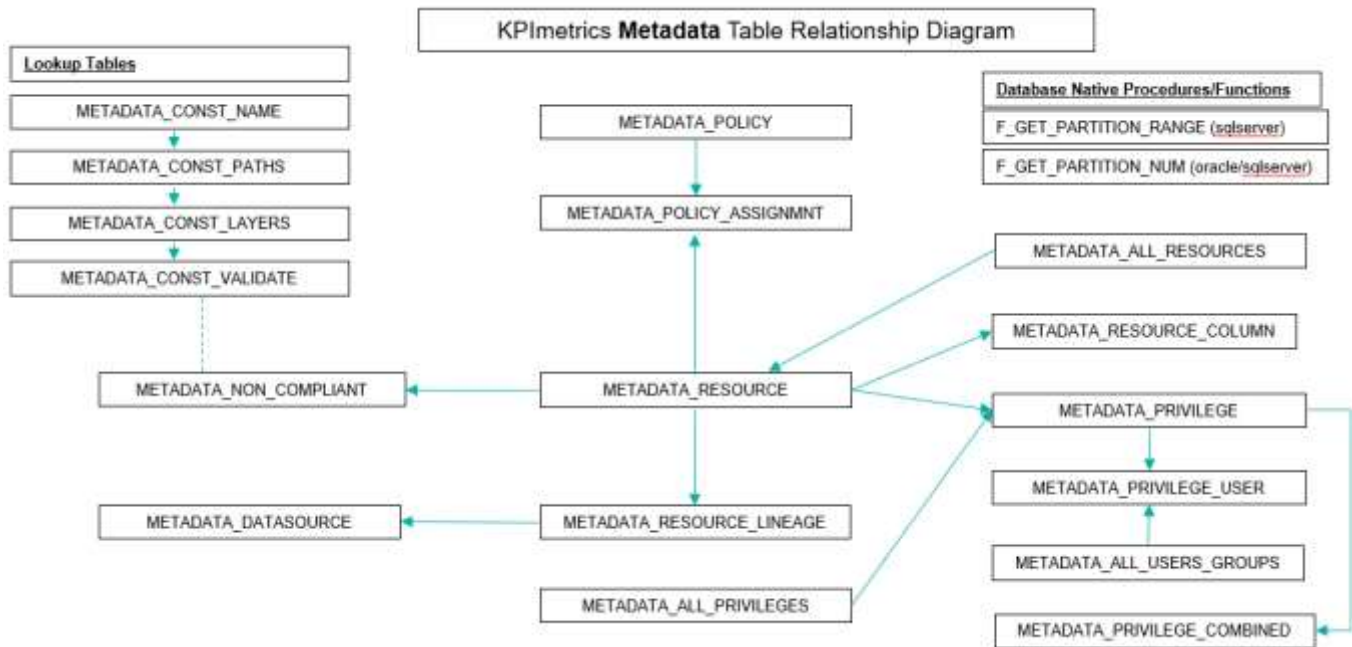 KPImetrics Metadata Table Relationship Diagram
Lookup Tables
METADATA_CONST_NAME
METADATA_CONST_PATHS
METADATA_CONST_LAYERS
METADATA_CONST_VALIDATE
METADATA_POLICY
METADATA_POLICY_ASSIGNMNT
Database Native Procedures/Functions
F_GET_PARTITION_RANGE (sqlserver)
F_GET_PARTITION_NUM (oracle/sqlserver)
METADATA_ALL_RESOURCES
METADATA_RESOURCE_COLUMN
METADATA_NON_COMPLIANT
METADATA_RESOURCE
METADATA_PRIVILEGE
METADATA_PRIVILEGE_USER
METADATA_DATASOURCE
METADATA_RESOURCE_LINEAGE
METADATA_ALL_USERS_GROUPS
METADATA_ALL_PRIVILEGES
METADATA_PRIVILEGE_COMBINED